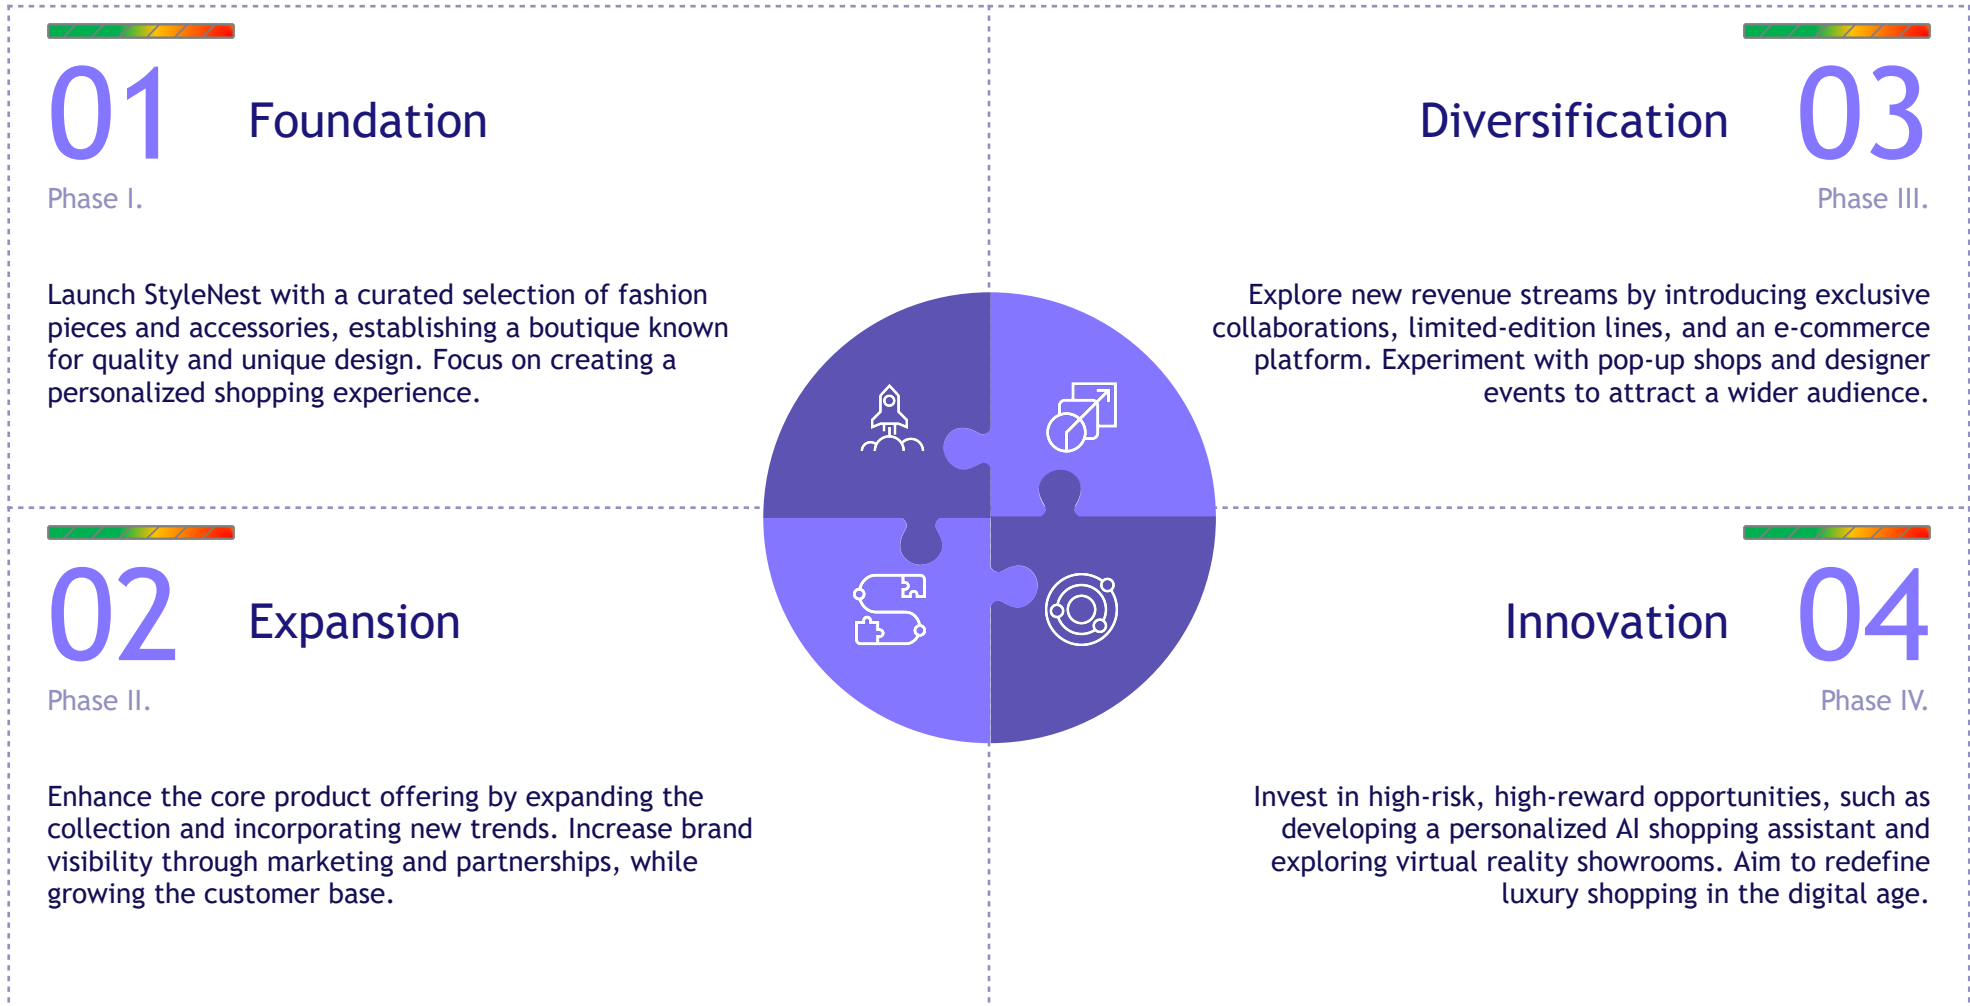 01
Foundation
Phase I.
Launch StyleNest with a curated selection of fashion
pieces and accessories, establishing a boutique known
for quality and unique design. Focus on creating a
personalized shopping experience.
02
Expansion
Phase II.
Enhance the core product offering by expanding the
collection and incorporating new trends. Increase brand
visibility through marketing and partnerships, while
growing the customer base.
Diversification
03
Phase III.
Explore new revenue streams by introducing exclusive
collaborations, limited-edition lines, and an e-commerce
platform. Experiment with pop-up shops and designer
events to attract a wider audience.
Innovation
04
Phase IV.
Invest in high-risk, high-reward opportunities, such as
developing a personalized AI shopping assistant and
exploring virtual reality showrooms. Aim to redefine
luxury shopping in the digital age.